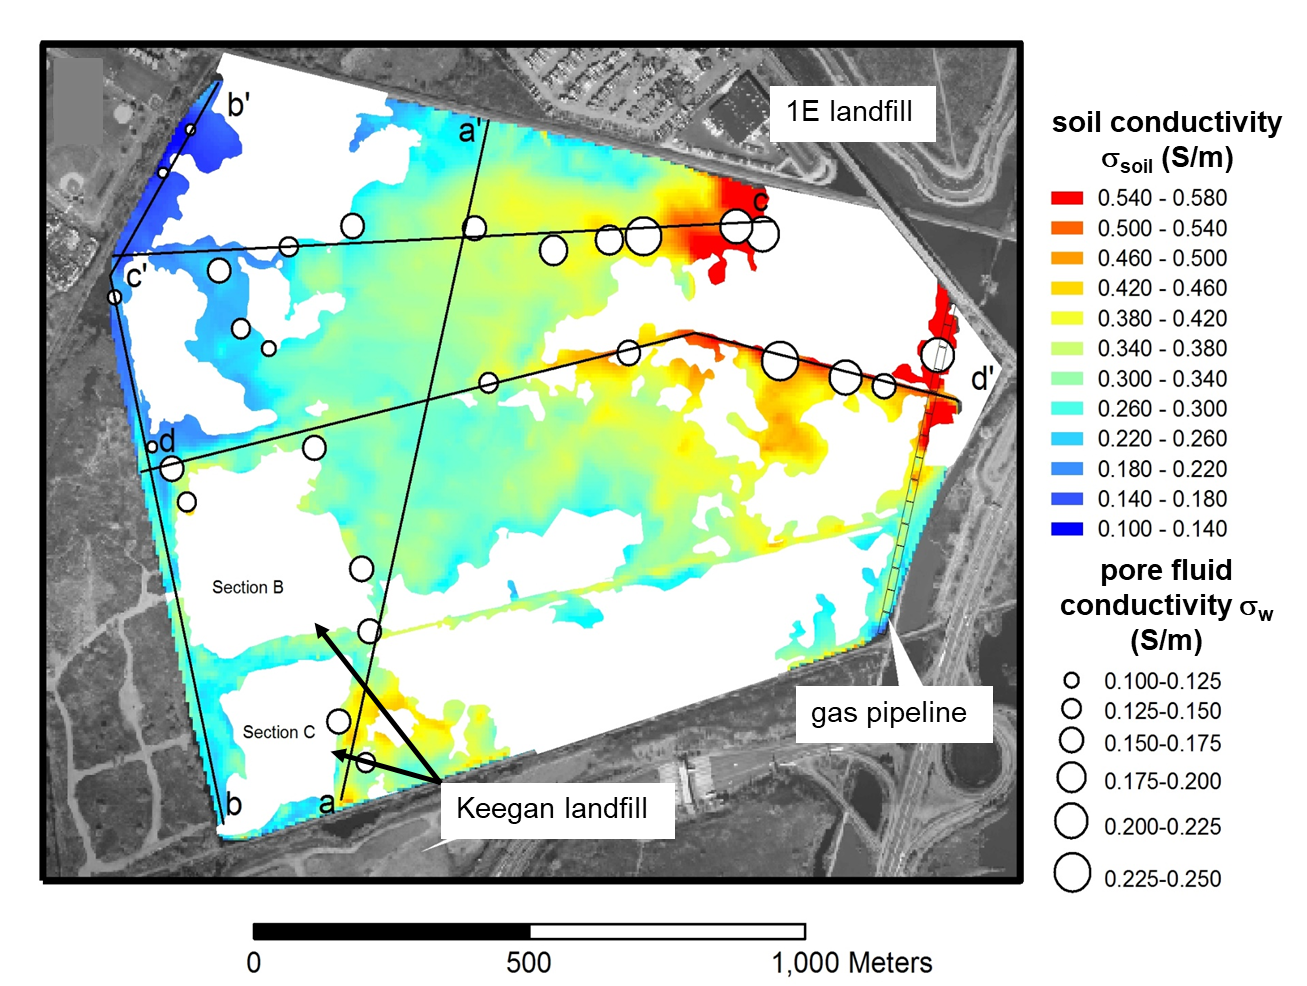 b'
a'
1E landfill
c
c'
d'
d
Section B
Section C
gas pipeline
Keegan landfill
b
a
soil conductivity
σsoil (S/m)
0.540 - 0.580
0.500 - 0.540
0.460 - 0.500
0.420 - 0.460
0.380 - 0.420
0.340 - 0.380
0.300 - 0.340
0.260 - 0.300
0.220 - 0.260
0.180 - 0.220
0.140 - 0.180
0.100 - 0.140
pore fluid
conductivity σw
(S/m)
0.100-0.125
0.125-0.150
0.150-0.175
0.175-0.200
0.200-0.225
0.225-0.250
0 500 1,000 Meters